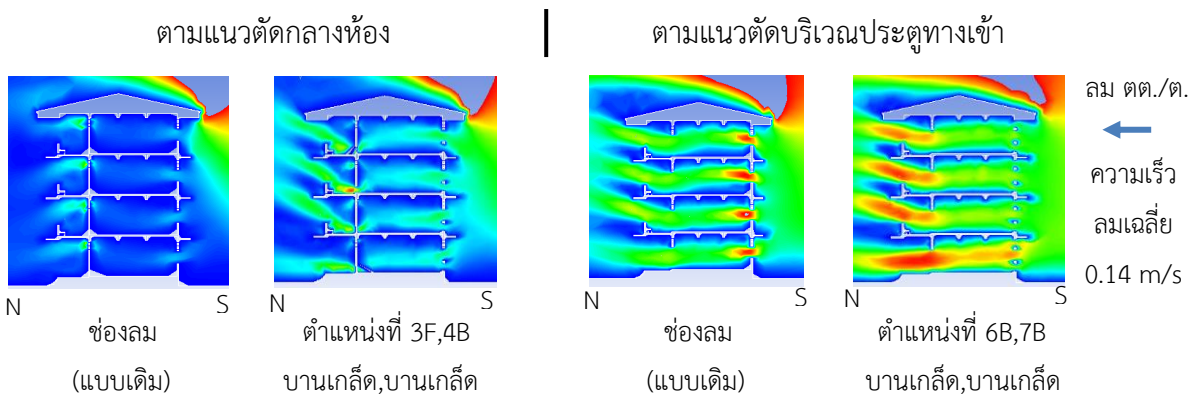 ตามแนวตัดกลางห้อง
ตามแนวตัดบริเวณประตูทางเข้า
N
S
ช่องลม
(แบบเดิม)
N
S
ตำแหน่งที่ 3F,4B
บานเกล็ด,บานเกล็ด
N
S
ช่องลม
(แบบเดิม)
N
S
ตำแหน่งที่ 6B,7B
บานเกล็ด,บานเกล็ด
ลม ตต./ต.
ความเร็ว
ลมเฉลี่ย
0.14 m/s